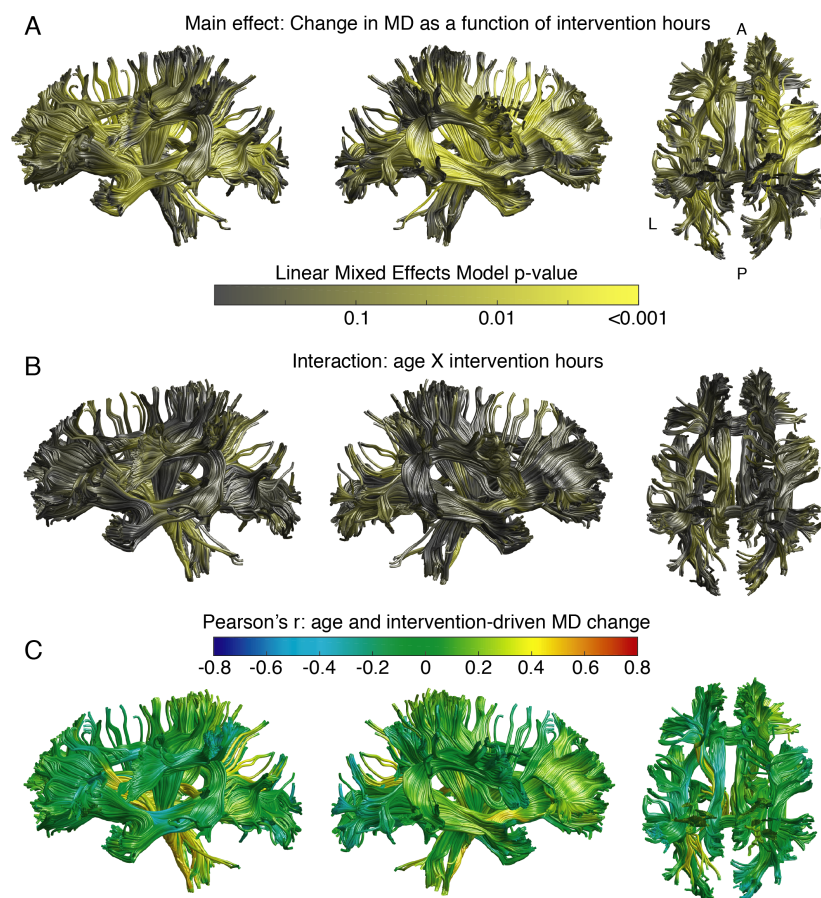 A
Main effect: Change in MD as a function of intervention hours
A
L
P
Linear Mixed Effects Model p-value
0.1 0.01 <0.001
B
Interaction: age X intervention hours
Pearson's r: age and intervention-driven MD change
C
-0.8 -0.6 -0.4 -0.2 0 0.2 0.4 0.6 0.8